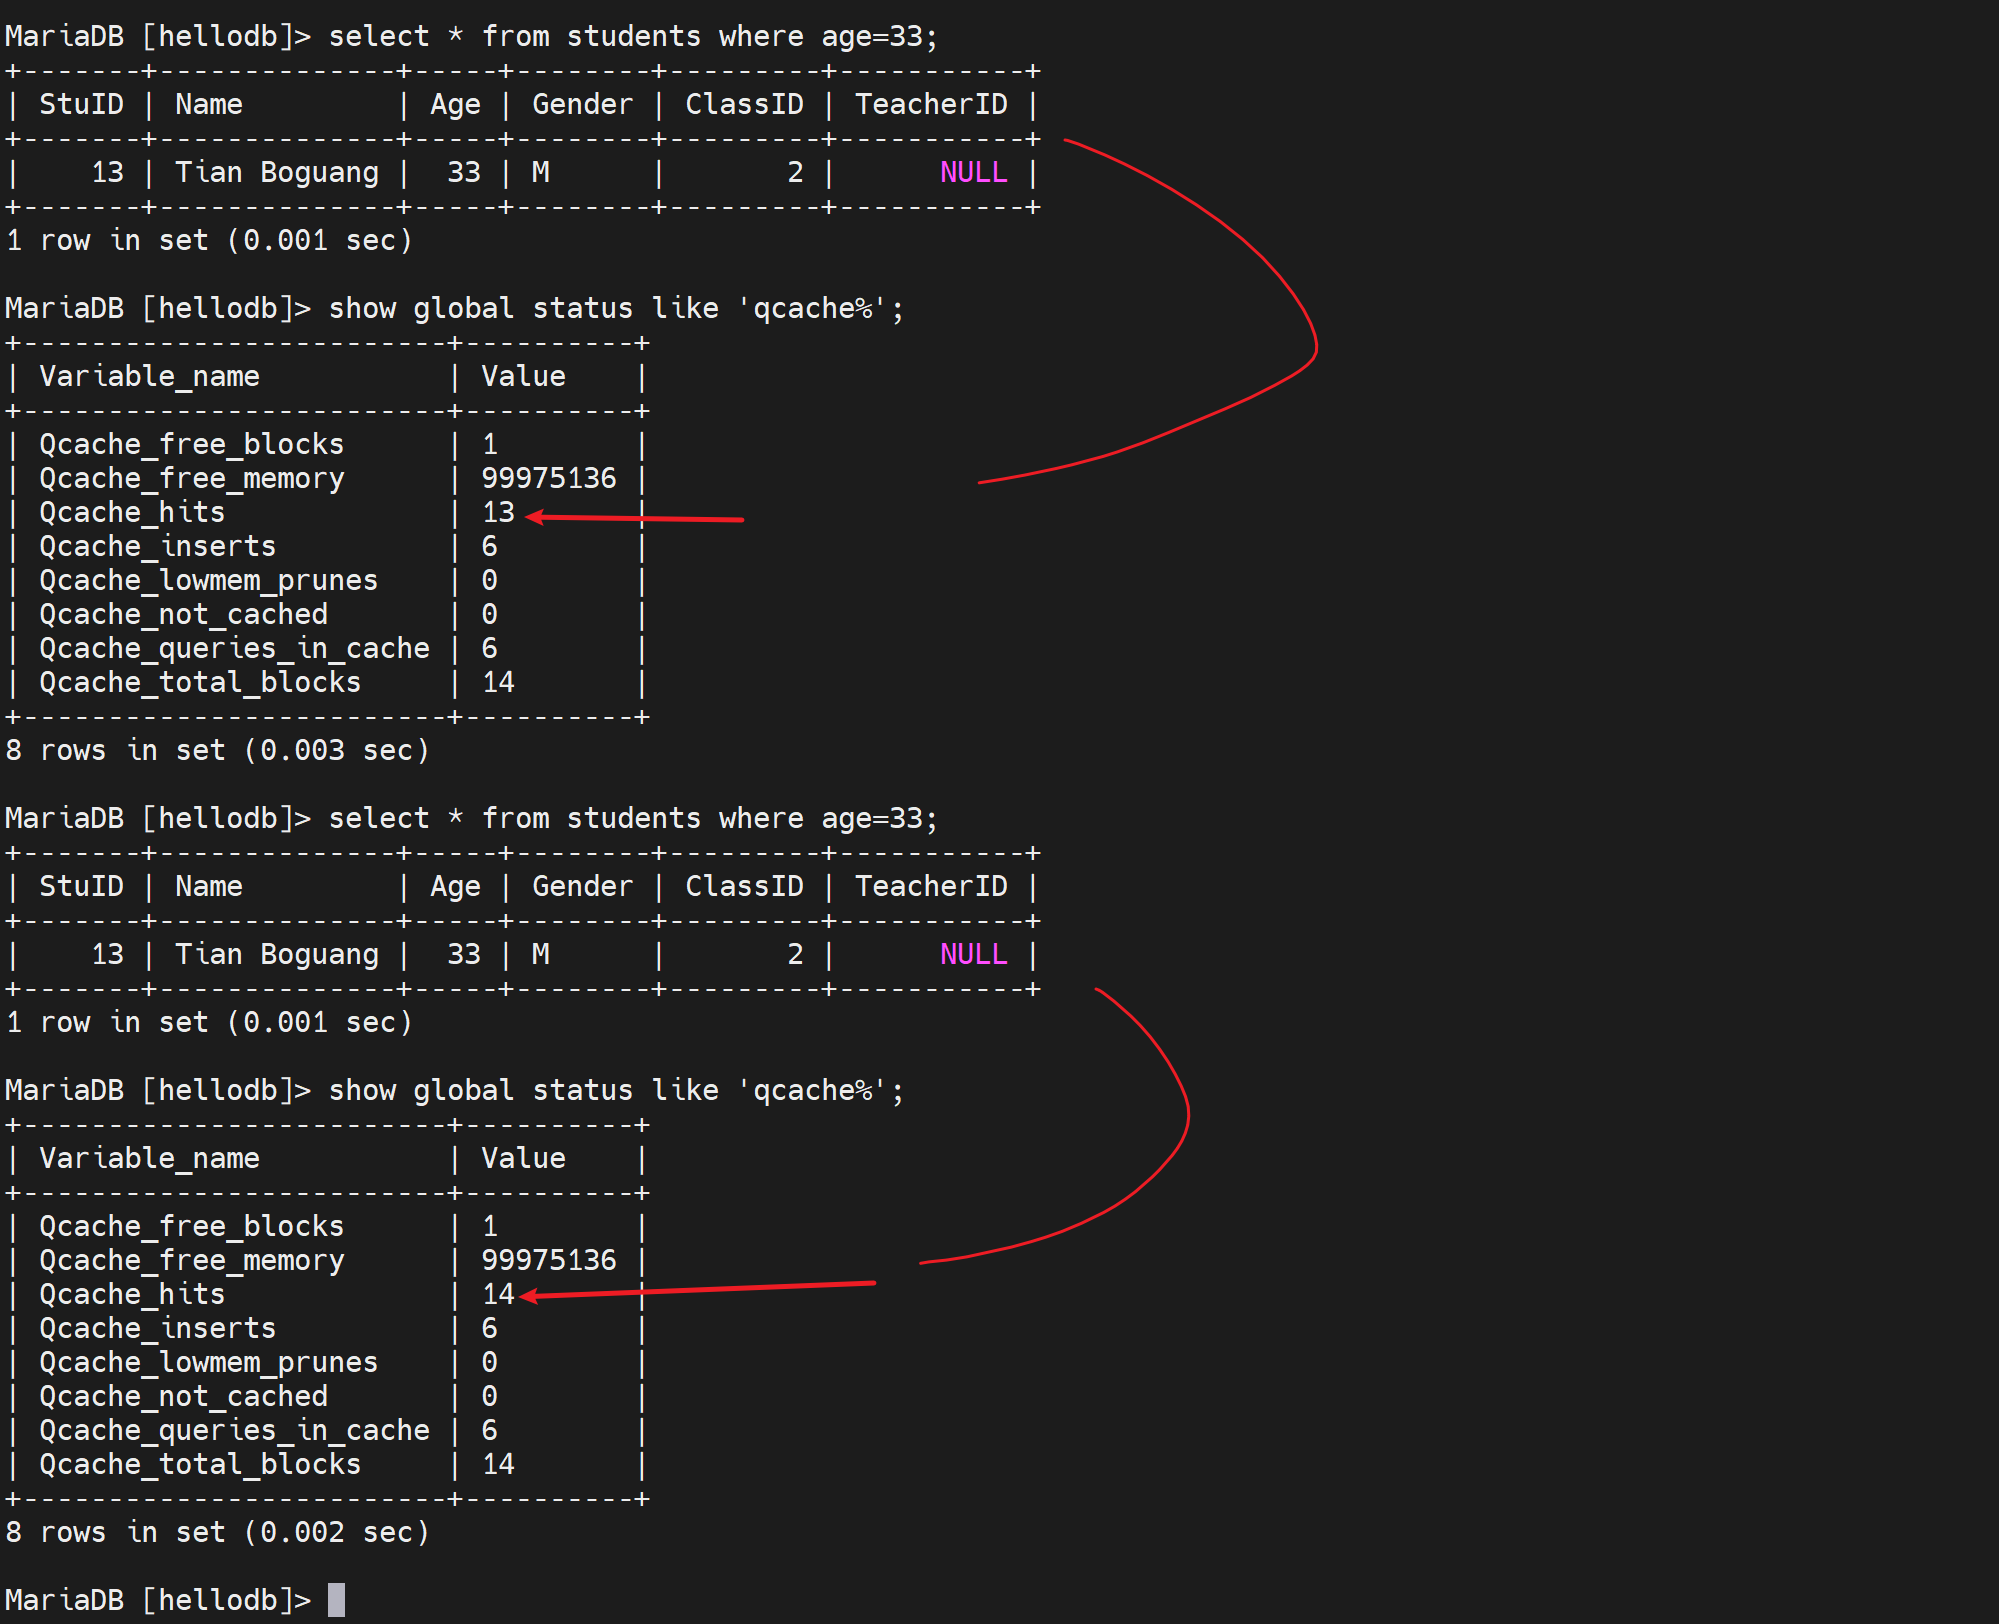 MariaDB [hellodb]> select * from students where age=33;
+-------+--------------+-----+--------+---------+-----------+
| StuID | Name         | Age | Gender | ClassID | TeacherID |
+-------+--------------+-----+--------+---------+-----------+
|    13 | Tian Boguang |  33 | M      |       2 |      NULL |
+-------+--------------+-----+--------+---------+-----------+
1 row in set (0.001 sec)

MariaDB [hellodb]> show global status like 'qcache%';
+-------------------------+----------+
| Variable_name           | Value    |
+-------------------------+----------+
| Qcache_free_blocks      | 1        |
| Qcache_free_memory      | 99975136 |
| Qcache_hits             | 13       |
| Qcache_inserts          | 6        |
| Qcache_lowmem_prunes    | 0        |
| Qcache_not_cached       | 0        |
| Qcache_queries_in_cache | 6        |
| Qcache_total_blocks     | 14       |
+-------------------------+----------+
8 rows in set (0.003 sec)

MariaDB [hellodb]> select * from students where age=33;
+-------+--------------+-----+--------+---------+-----------+
| StuID | Name         | Age | Gender | ClassID | TeacherID |
+-------+--------------+-----+--------+---------+-----------+
|    13 | Tian Boguang |  33 | M      |       2 |      NULL |
+-------+--------------+-----+--------+---------+-----------+
1 row in set (0.001 sec)

MariaDB [hellodb]> show global status like 'qcache%';
+-------------------------+----------+
| Variable_name           | Value    |
+-------------------------+----------+
| Qcache_free_blocks      | 1        |
| Qcache_free_memory      | 99975136 |
| Qcache_hits             | 14       |
| Qcache_inserts          | 6        |
| Qcache_lowmem_prunes    | 0        |
| Qcache_not_cached       | 0        |
| Qcache_queries_in_cache | 6        |
| Qcache_total_blocks     | 14       |
+-------------------------+----------+
8 rows in set (0.002 sec)

MariaDB [hellodb]>